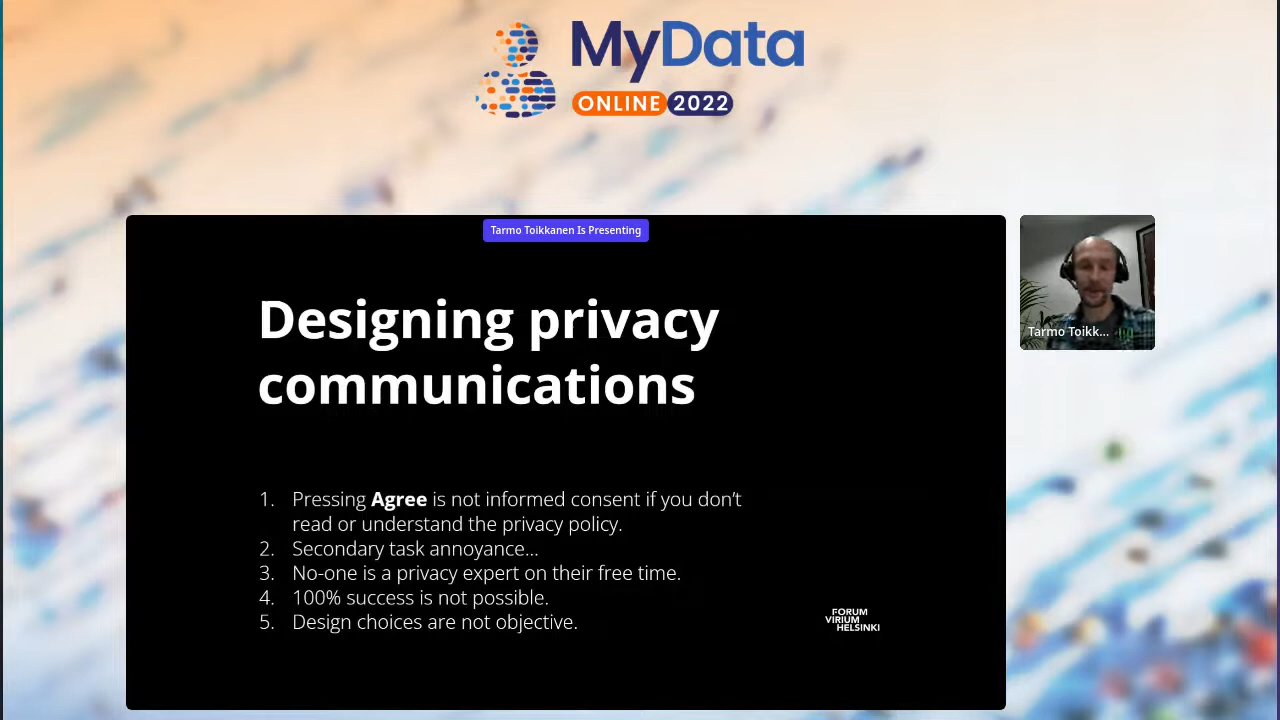 MyData
ONLINE 2022
Tarmo Toikkanen Is Presenting
Designing privacy
communications
1. Pressing Agree is not informed consent if you don't
read or understand the privacy policy.
2. Secondary task annoyance...
3. No-one is a privacy expert on their free time.
4. 100% success is not possible.
5. Design choices are not objective.
FORUM
VIRIUM
HELSINKI
Tarmo Toikk...